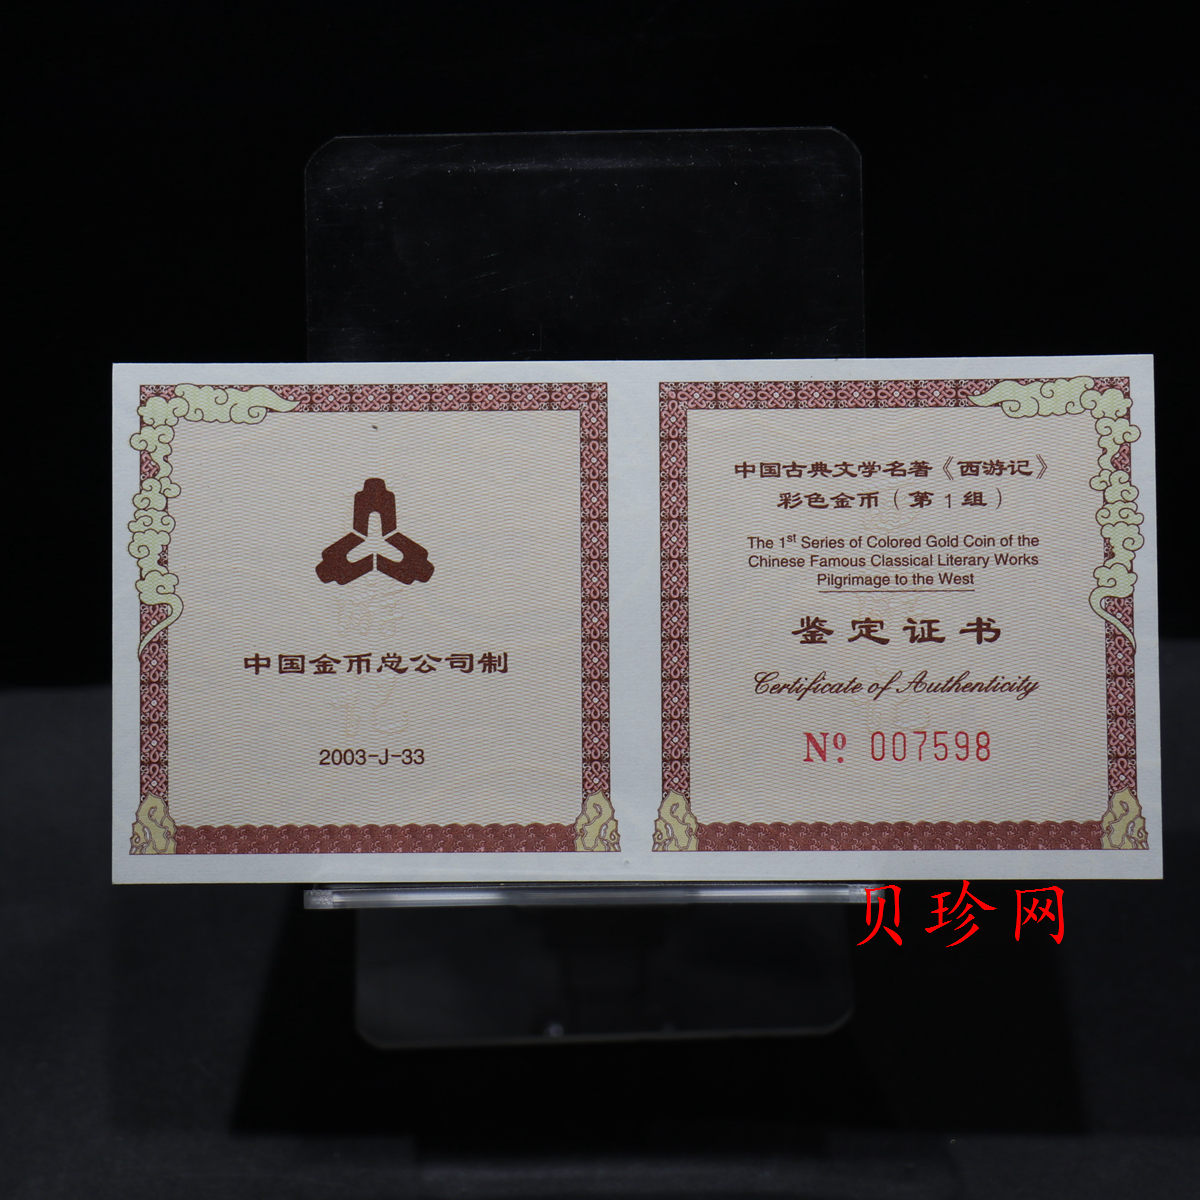 中国金币总公司制
2003-J-33
中国古典文学名著《西游记》
彩色金币（第1组）
The 1st Series of Colored Gold Coin of the
Chinese Famous Classical Literary Works
Pilgrimage to the West
鉴定证书
Certificate of Authenticity
Nº 007598
贝珍网